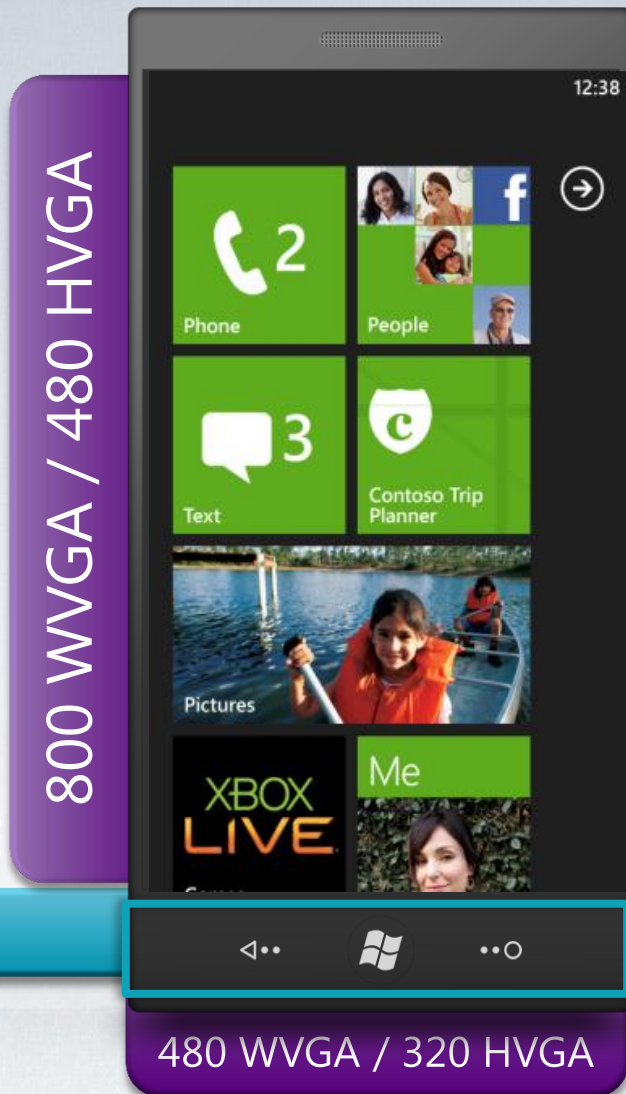 800 WVGA / 480 HVGA
12:38
2
Phone
f
People
3
Text
c
Contoso Trip
Planner
Pictures
XBOX
LIVE
Me
480 WVGA / 320 HVGA